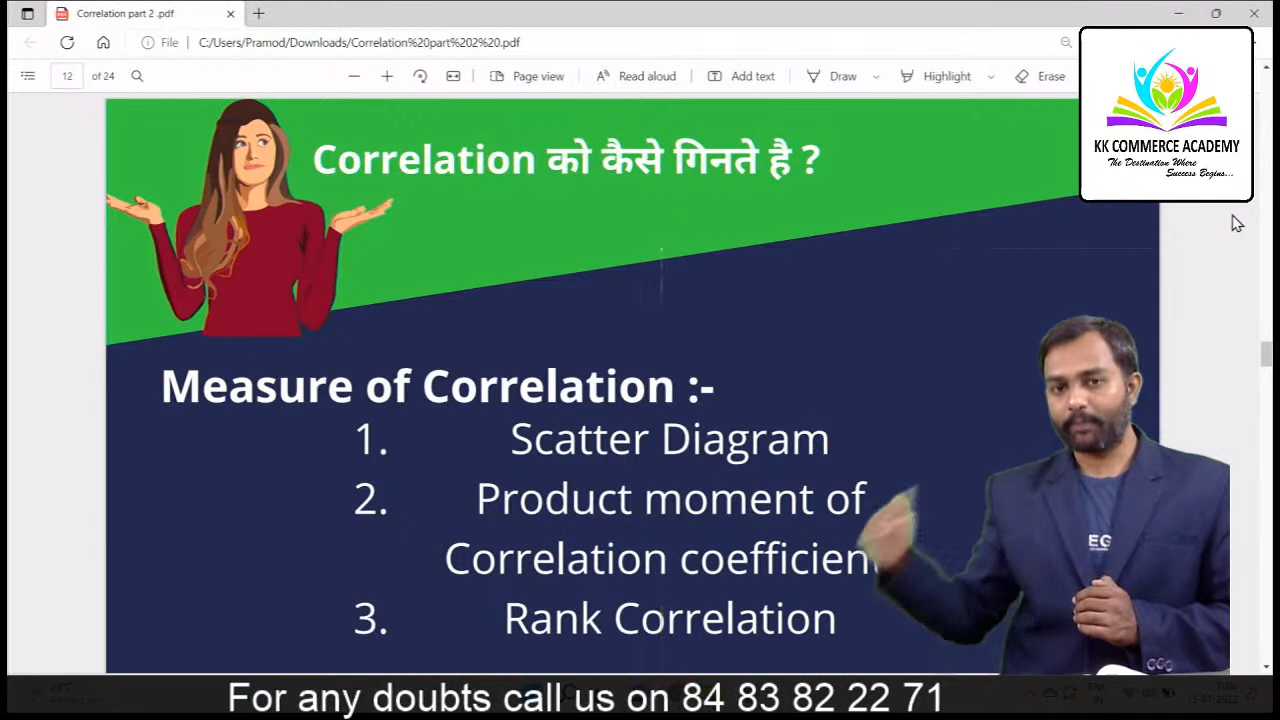 Correlation part 2 .pdf
File
C:/Users/Pramod/Downloads/Correlation%20part%202%20.pdf
12 of 24
Page view
Read aloud
Add text
Draw
Highlight
Erase
KK COMMERCE ACADEMY
The Destination Where
Success Begins...
Correlation को कैसे गिनते है ?
Measure of Correlation :-
1. Scatter Diagram
2. Product moment of
Correlation coefficien
3. Rank Correlation
EG
For any doubts call us on 84 83 82 22 71